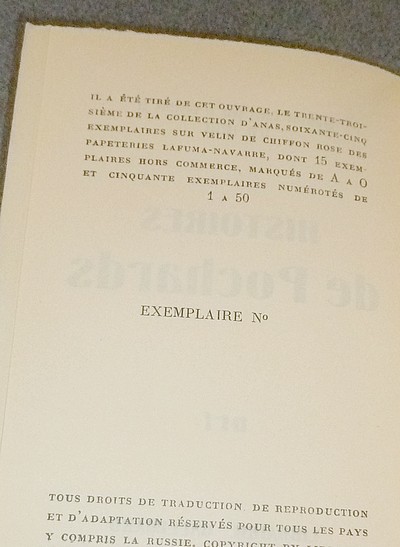 IL A ÉTÉ TIRÉ DE CET OUVRAGE, LE TRENTE-TROI-
SIÈME DE LA COLLECTION D'ANAS, SOIXANTE-CINQ
EXEMPLAIRES SUR VELIN DE CHIFFON ROSE DES
PAPETERIES LAFUMA-NAVARRE, DONT 15 EXEM-
PLAIRES HORS COMMERCE, MARQUÉS DE A A O
ET CINQUANTE EXEMPLAIRES NUMÉROTÉS DE
1 A 50
HISTOIRES
de Pochards
EXEMPLAIRE No
TOUS DROITS DE TRADUCTION, DE REPRODUCTION
ET D'ADAPTATION RÉSERVÉS POUR TOUS LES PAYS
Y COMPRIS LA RUSSIE, COPYRIGHT